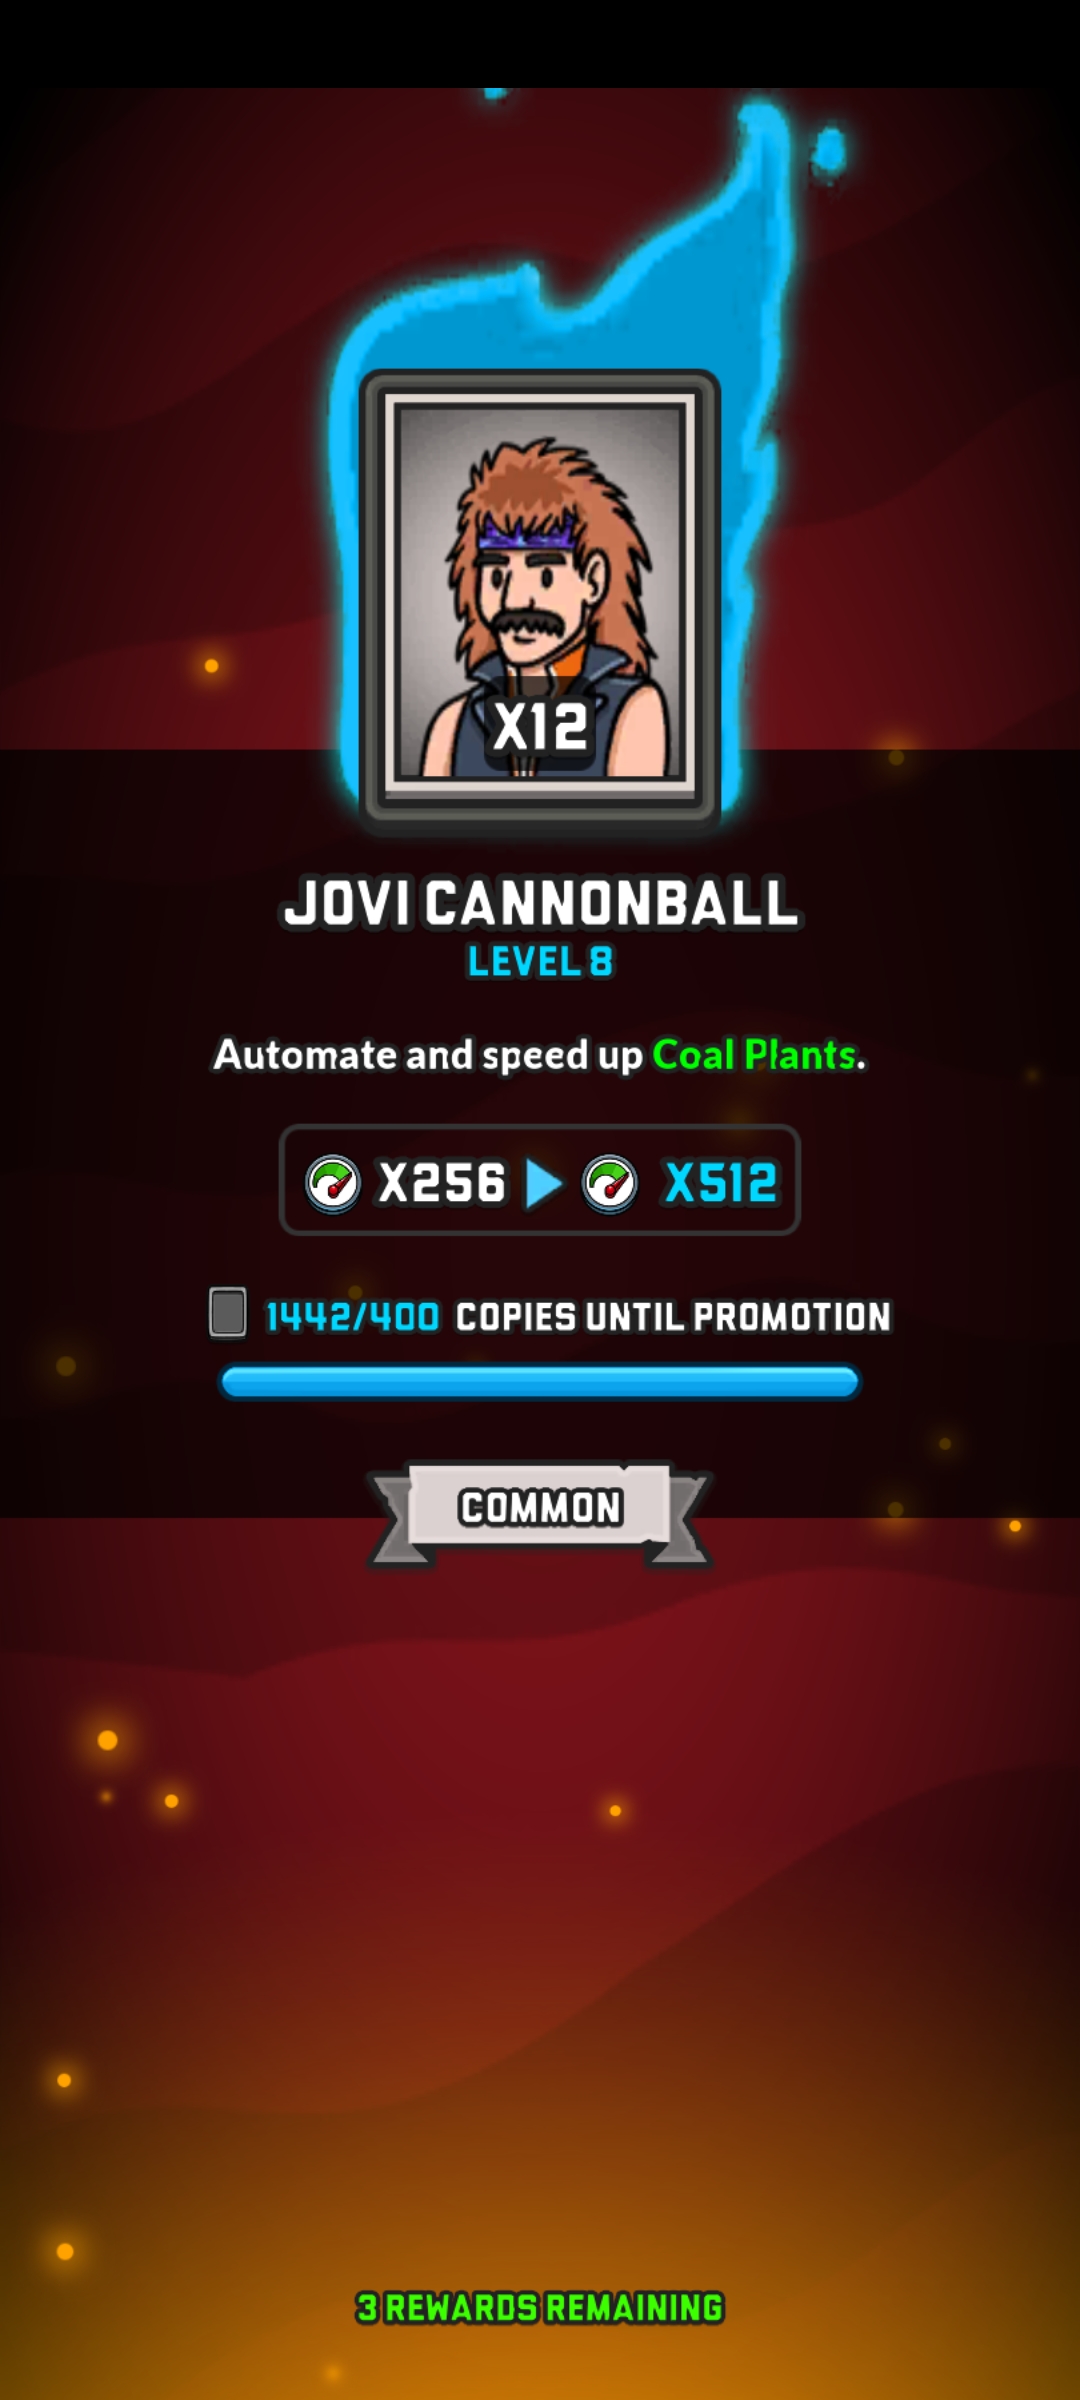 X12
JOVI CANNONBALL
LEVEL 8
Automate and speed up Coal Plants.
X256 X512
1442/400 COPIES UNTIL PROMOTION
COMMON
3 REWARDS REMAINING